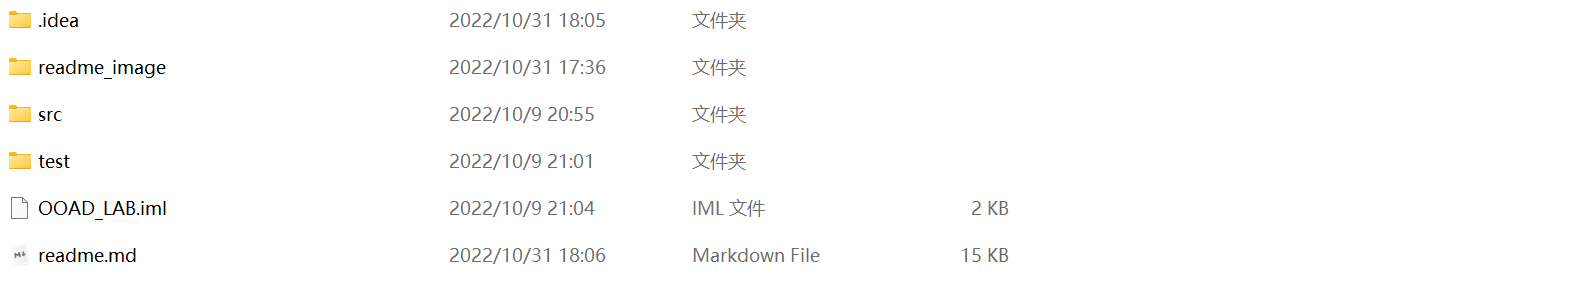 .idea 2022/10/31 18:05 文件夹
readme_image 2022/10/31 17:36 文件夹
src 2022/10/9 20:55 文件夹
test 2022/10/9 21:01 文件夹
OOAD_LAB.iml 2022/10/9 21:04 IML 文件 2 KB
readme.md 2022/10/31 18:06 Markdown File 15 KB